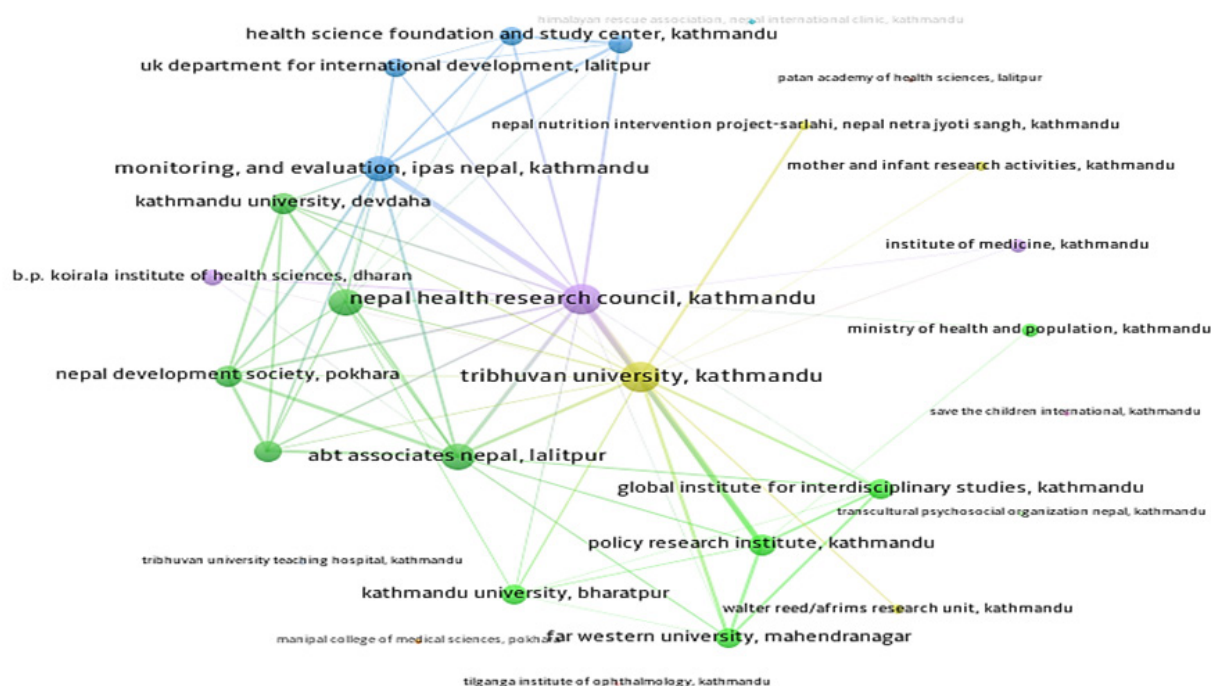 himalayan rescue association, nepal international clinic, kathmandu
health science foundation and study center, kathmandu
uk department for international development, lalitpur
patan academy of health sciences, lalitpur
nepal nutrition intervention project-sarlahi, nepal netra jyoti sangh, kathmandu
monitoring, and evaluation, ipas nepal, kathmandu
mother and infant research activities, kathmandu
kathmandu university, devdaha
institute of medicine, kathmandu
b.p. koirala institute of health sciences, dharan
nepal health research council, kathmandu
ministry of health and population, kathmandu
nepal development society, pokhara
tribhuvan university, kathmandu
save the children international, kathmandu
abt associates nepal, lalitpur
global institute for interdisciplinary studies, kathmandu
transcultural psychosocial organization nepal, kathmandu
policy research institute, kathmandu
tribhuvan university teaching hospital, kathmandu
kathmandu university, bharatpur
walter reed/afrims research unit, kathmandu
manipal college of medical sciences, pokhara
far western university, mahendranagar
tilganga institute of ophthalmology, kathmandu